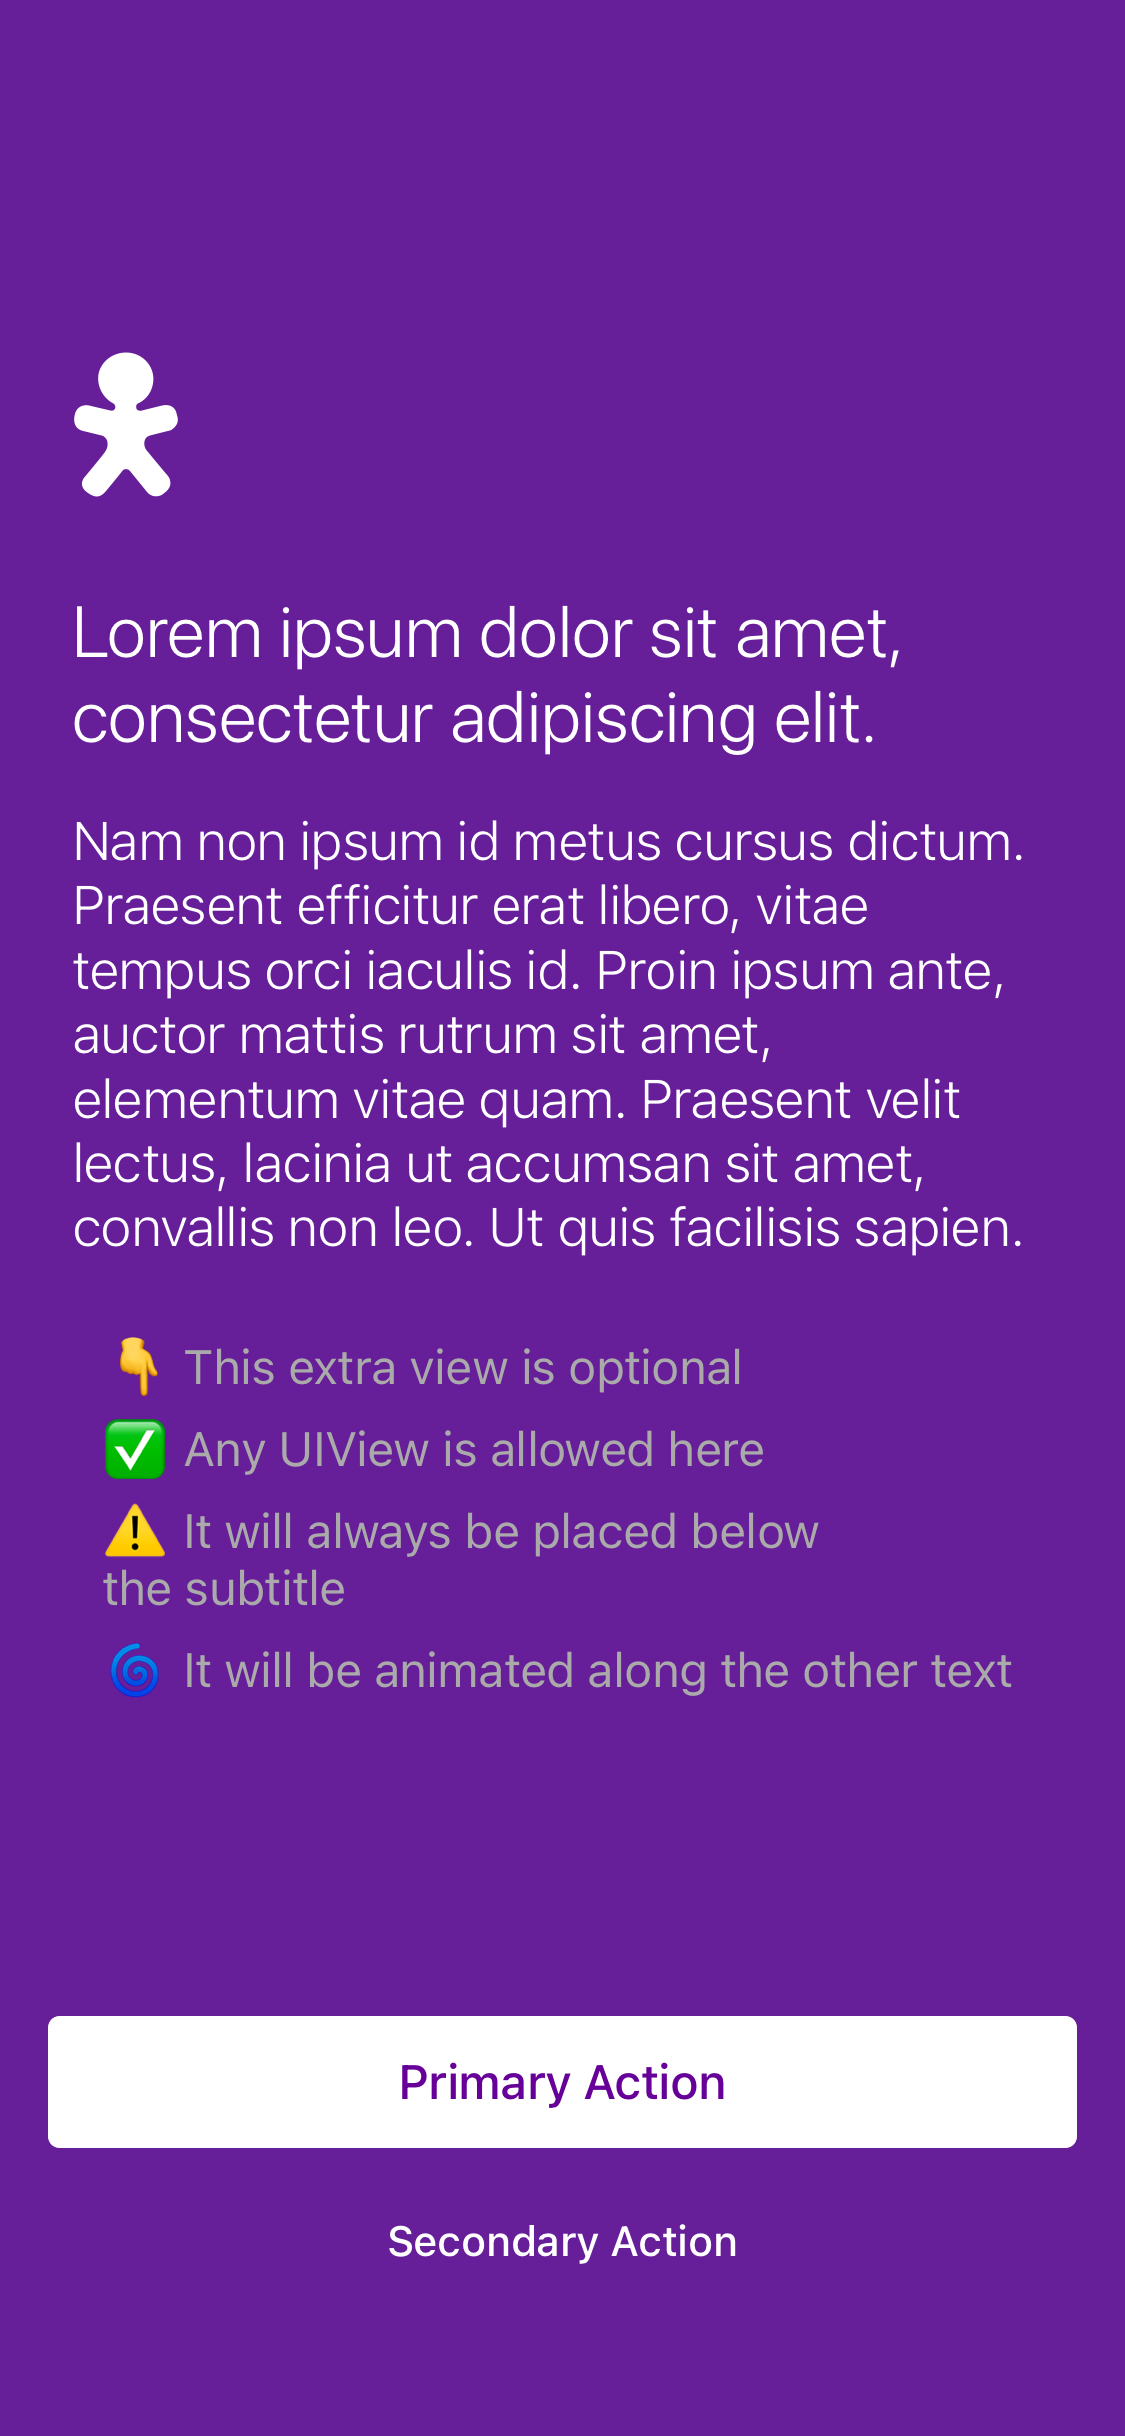 Lorem ipsum dolor sit amet,
consectetur adipiscing elit.
Nam non ipsum id metus cursus dictum.
Praesent efficitur erat libero, vitae
tempus orci iaculis id. Proin ipsum ante,
auctor mattis rutrum sit amet,
elementum vitae quam. Praesent velit
lectus, lacinia ut accumsan sit amet,
convallis non leo. Ut quis facilisis sapien.
👇 This extra view is optional
✅ Any UIView is allowed here
⚠️ It will always be placed below
the subtitle
🌀 It will be animated along the other text
Primary Action
Secondary Action